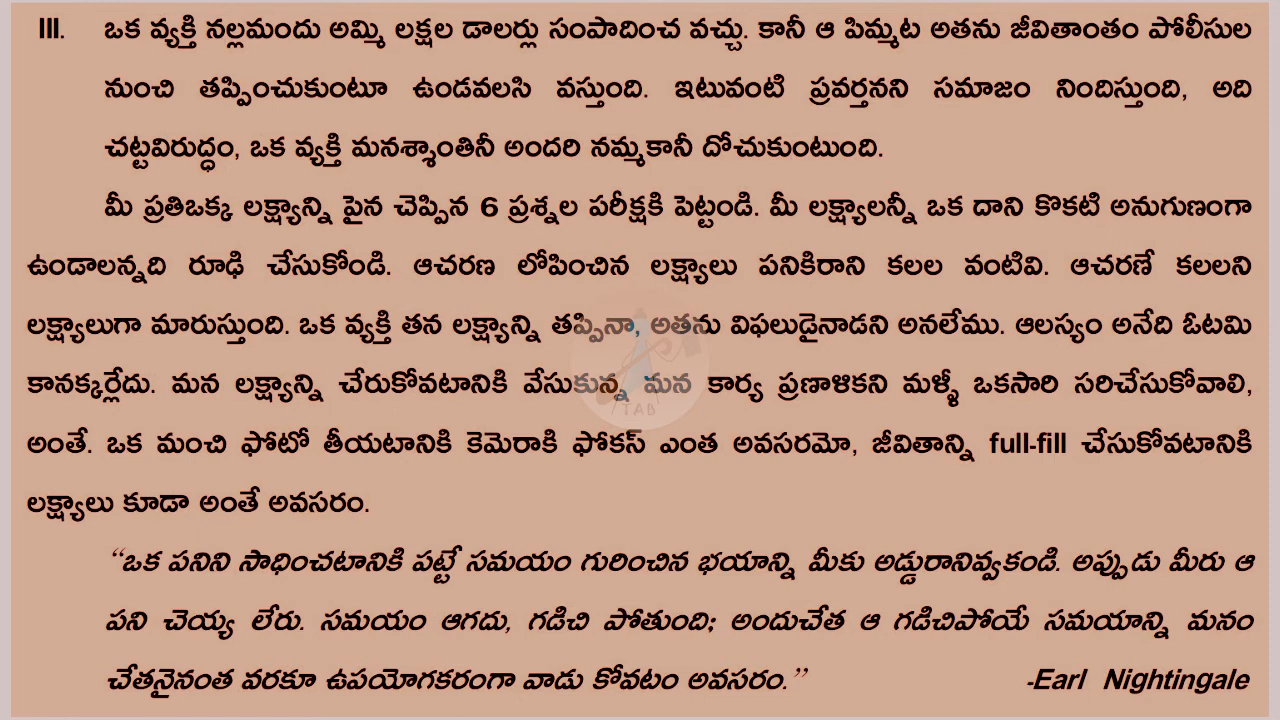 III. ఒక వ్యక్తి నల్లమందు అమ్మి లక్షల డాలర్లు సంపాదించ వచ్చు. కానీ ఆ పిమ్మట అతను జీవితాంతం పోలీసుల
నుంచి తప్పించుకుంటూ ఉండవలసి వస్తుంది. ఇటువంటి ప్రవర్తనని సమాజం నిందిస్తుంది, అది
చట్టవిరుద్ధం, ఒక వ్యక్తి మనశ్శాంతినీ అందరి నమ్మకానీ దోచుకుంటుంది.
మీ ప్రతిఒక్క లక్ష్యాన్ని పైన చెప్పిన 6 ప్రశ్నల పరీక్షకి పెట్టండి. మీ లక్ష్యాలన్నీ ఒక దాని కొకటి అనుగుణంగా
ఉండాలన్నది రూఢి చేసుకోండి. ఆచరణ లోపించిన లక్ష్యాలు పనికిరాని కలల వంటివి. ఆచరణే కలలని
లక్ష్యాలుగా మారుస్తుంది. ఒక వ్యక్తి తన లక్ష్యాన్ని తప్పినా, అతను విఫలుడైనాడని అనలేము. ఆలస్యం అనేది ఓటమి
కానక్కర్లేదు. మన లక్ష్యాన్ని చేరుకోవటానికి వేసుకున్న మన కార్య ప్రణాళికని మళ్ళీ ఒకసారి సరిచేసుకోవాలి,
అంతే. ఒక మంచి ఫోటో తీయటానికి కెమెరాకి ఫోకస్ ఎంత అవసరమో, జీవితాన్ని full-fill చేసుకోవటానికి
లక్ష్యాలు కూడా అంతే అవసరం.
“ఒక పనిని సాధించటానికి పట్టే సమయం గురించిన భయాన్ని మీకు అడ్డురానివ్వకండి. అప్పుడు మీరు ఆ
పని చెయ్య లేరు. సమయం ఆగదు, గడిచి పోతుంది; అందుచేత ఆ గడిచిపోయే సమయాన్ని మనం
చేతనైనంత వరకూ ఉపయోగకరంగా వాడు కోవటం అవసరం.” -Earl Nightingale
TAB